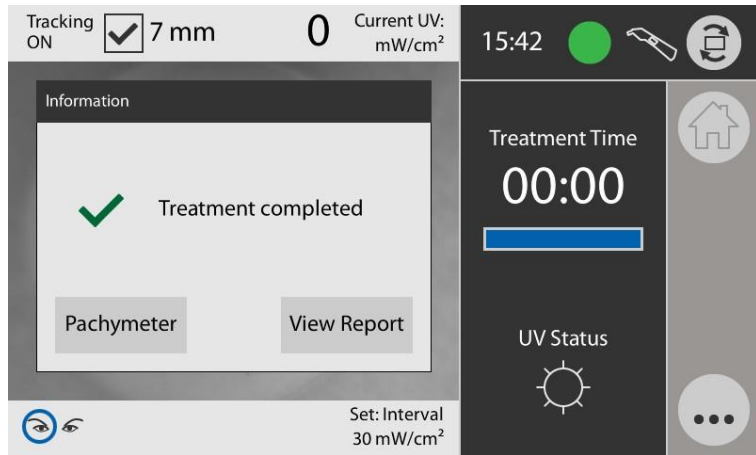 Tracking
ON
7 mm
0
Current UV:
mW/cm²
15:42
Information
Treatment completed
Pachymeter
View Report
Treatment Time
00:00
UV Status
Set: Interval
30 mW/cm²